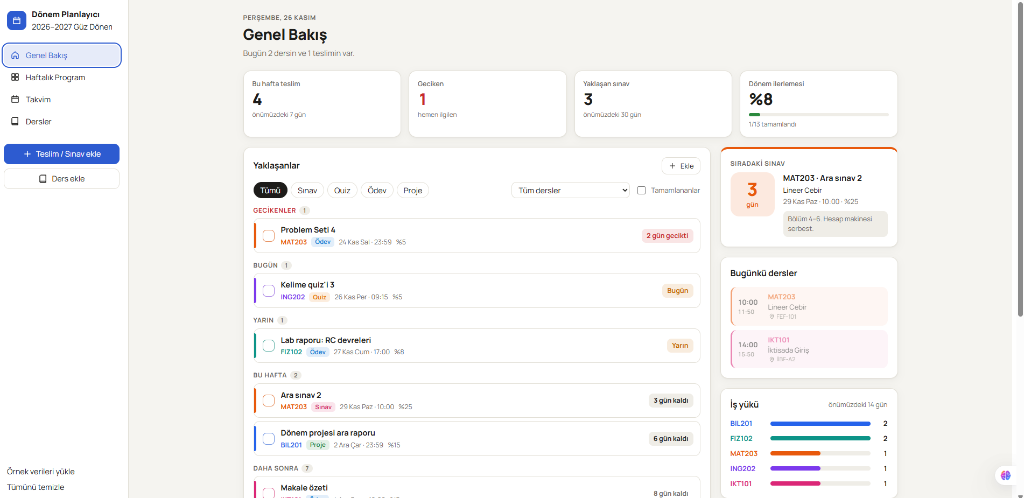 Dönem Planlayıcı
2026–2027 Güz Dönen
Genel Bakış
Haftalık Program
Takvim
Dersler
+ Teslim / Sınav ekle
Ders ekle
Örnek verileri yükle
Tümünü temizle
PERŞEMBE, 26 KASIM
Genel Bakış
Bugün 2 dersin ve 1 teslimin var.
Bu hafta teslim
4
önümüzdeki 7 gün
Geciken
1
hemen ilgilen
Yaklaşan sınav
3
önümüzdeki 30 gün
Dönem ilerlemesi
%8
1/13 tamamlandı
Yaklaşanlar
+ Ekle
Tümü Sınav Quiz Ödev Proje
Tüm dersler
Tamamlananlar
GECİKENLER 1
Problem Seti 4
MAT203 Ödev 24 Kas Sal · 23:59 %5
2 gün gecikti
BUGÜN 1
Kelime quiz'i 3
ING202 Quiz 26 Kas Per · 09:15 %5
Bugün
YARIN 1
Lab raporu: RC devreleri
FIZ102 Ödev 27 Kas Cum · 17:00 %8
Yarın
BU HAFTA 2
Ara sınav 2
MAT203 Sınav 29 Kas Paz · 10:00 %25
3 gün kaldı
Dönem projesi ara raporu
BIL201 Proje 2 Ara Çar · 23:59 %15
6 gün kaldı
DAHA SONRA 7
Makale özeti
8 gün kaldı
SIRADAKİ SINAV
3
gün
MAT203 · Ara sınav 2
Lineer Cebir
29 Kas Paz · 10:00 · %25
Bölüm 4–6. Hesap makinesi
serbest.
Bugünkü dersler
10:00
11:50
MAT203
Lineer Cebir
FEF-101
14:00
15:50
IKT101
İktisada Giriş
İş yükü
önümüzdeki 14 gün
BIL201 2
FIZ102 2
MAT203 1
ING202 1
IKT101 1